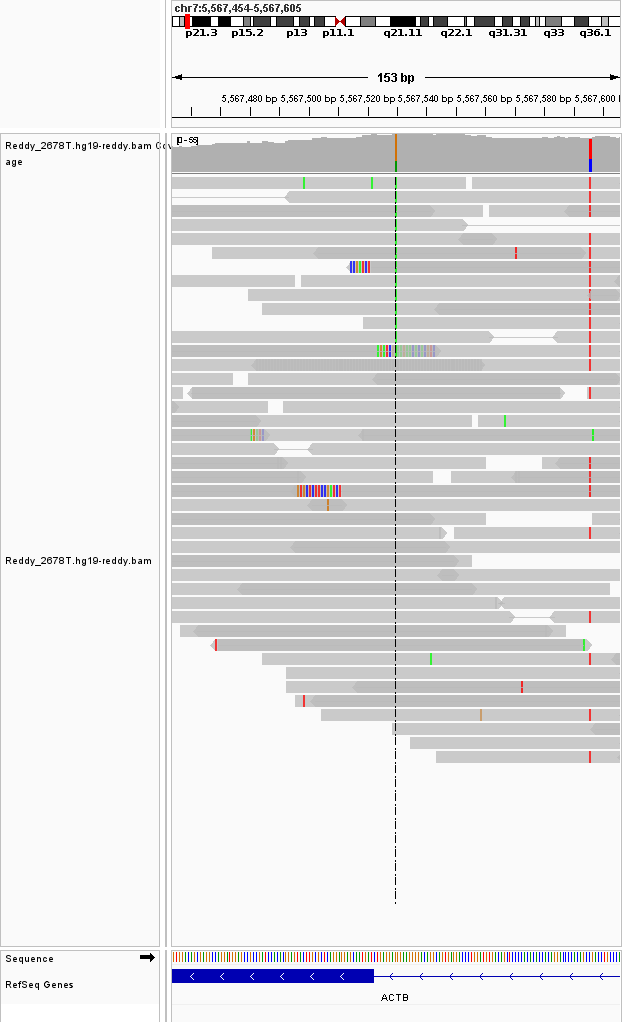 chr7:5,567,454-5,567,605
p21.3 p15.2 p13 p11.1 q21.11 q22.1 q31.31 q33 q36.1
153 bp
5,567,480 bp 5,567,500 bp 5,567,520 bp 5,567,540 bp 5,567,560 bp 5,567,580 bp 5,567,600
Reddy_2678T.hg19-reddy.bam Cov
age
Reddy_2678T.hg19-reddy.bam
Sequence
RefSeq Genes
ACTB